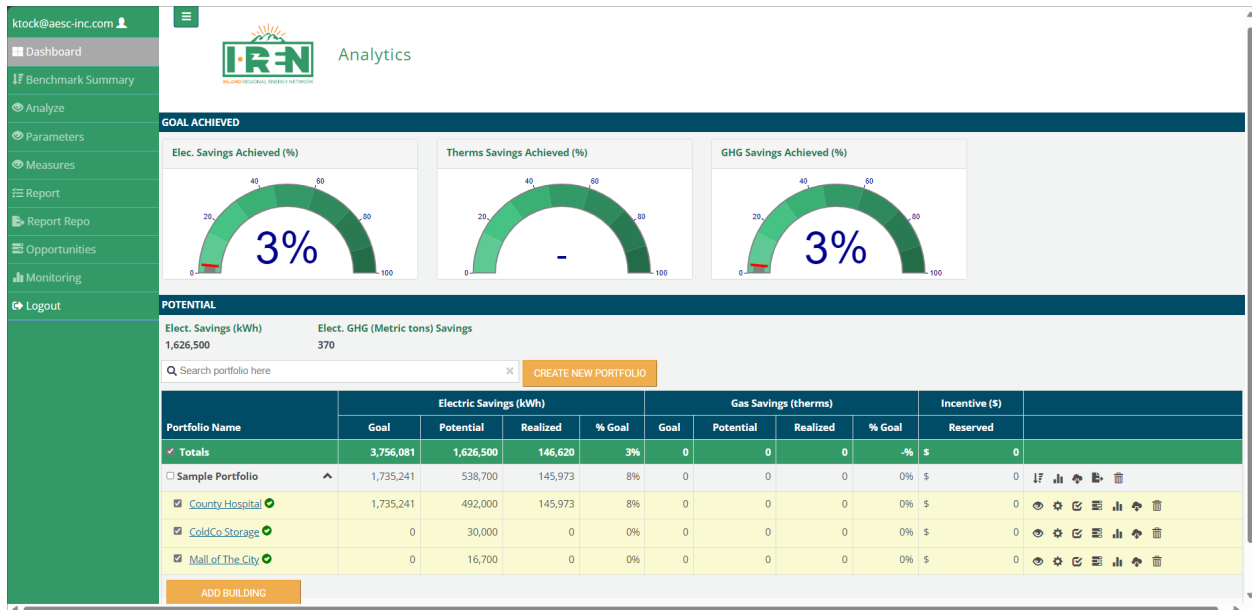 ktock@aesc-inc.com
Dashboard
Benchmark Summary
Analyze
Parameters
Measures
Report
Report Repo
Opportunities
Monitoring
Logout
I·REN
INLAND REGIONAL ENERGY NETWORK
Analytics
GOAL ACHIEVED
Elec. Savings Achieved (%)
Therms Savings Achieved (%)
GHG Savings Achieved (%)
0 20 40 60 80 100
3%
0 20 40 60 80 100
-
0 20 40 60 80 100
3%
POTENTIAL
Elect. Savings (kWh) Elect. GHG (Metric tons) Savings
1,626,500 370
Search portfolio here × CREATE NEW PORTFOLIO
Electric Savings (kWh) Gas Savings (therms) Incentive ($)
Portfolio Name Goal Potential Realized % Goal Goal Potential Realized % Goal Reserved
Totals 3,756,081 1,626,500 146,620 3% 0 0 0 -% $ 0
Sample Portfolio 1,735,241 538,700 145,973 8% 0 0 0 0% $ 0
County Hospital 1,735,241 492,000 145,973 8% 0 0 0 0% $ 0
ColdCo Storage 0 30,000 0 0% 0 0 0 0% $ 0
Mall of The City 0 16,700 0 0% 0 0 0 0% $ 0
ADD BUILDING